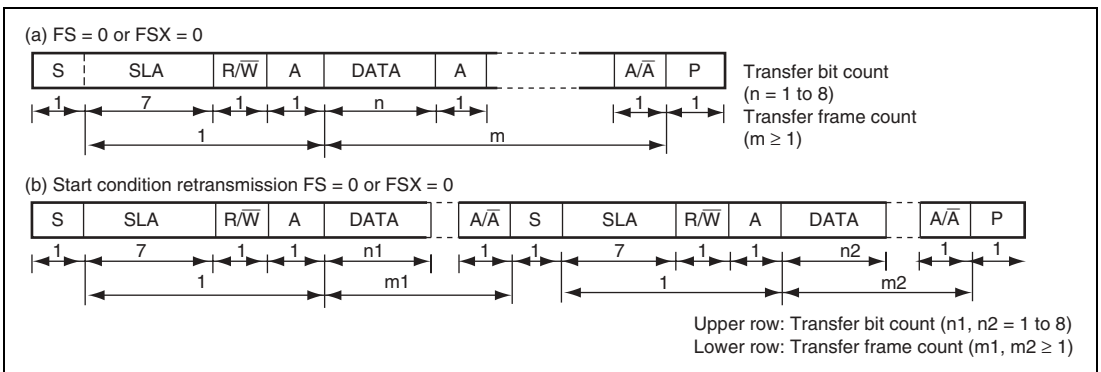 (a) FS = 0 or FSX = 0
S SLA R/W̅ A DATA A A/A̅ P
1 7 1 1 n 1 1 1
1 m
Transfer bit count
(n = 1 to 8)
Transfer frame count
(m ≥ 1)
(b) Start condition retransmission FS = 0 or FSX = 0
S SLA R/W̅ A DATA A/A̅ S SLA R/W̅ A DATA A/A̅ P
1 7 1 1 n1 1 1 7 1 1 n2 1 1
1 m1 1 m2
Upper row: Transfer bit count (n1, n2 = 1 to 8)
Lower row: Transfer frame count (m1, m2 ≥ 1)